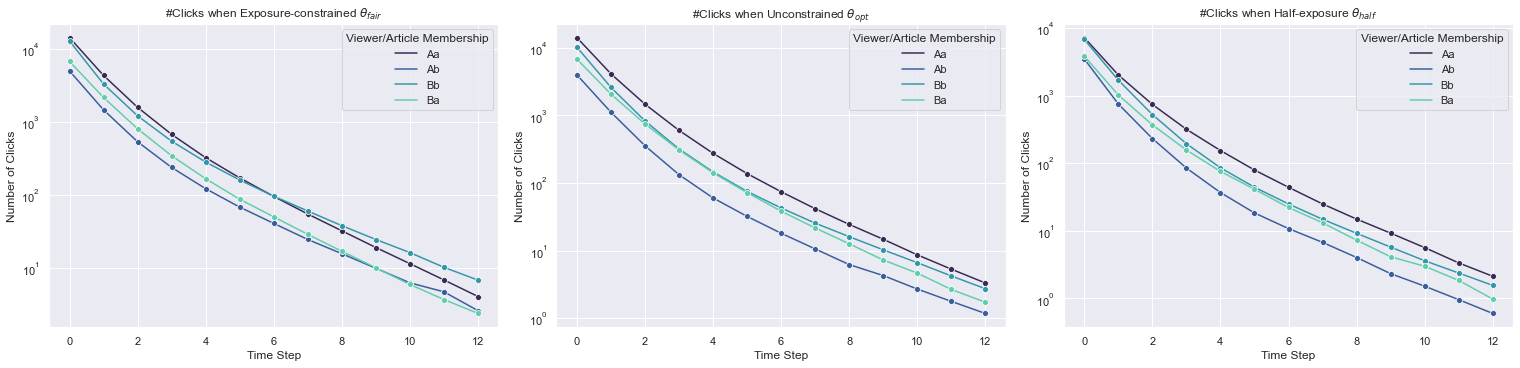 #Clicks when Exposure-constrained θ_fair
Number of Clicks
10^4
10^3
10^2
10^1
0 2 4 6 8 10 12
Time Step
Viewer/Article Membership
Aa
Ab
Bb
Ba
#Clicks when Unconstrained θ_opt
Number of Clicks
10^4
10^3
10^2
10^1
10^0
0 2 4 6 8 10 12
Time Step
Viewer/Article Membership
Aa
Ab
Bb
Ba
#Clicks when Half-exposure θ_half
Number of Clicks
10^4
10^3
10^2
10^1
10^0
0 2 4 6 8 10 12
Time Step
Viewer/Article Membership
Aa
Ab
Bb
Ba